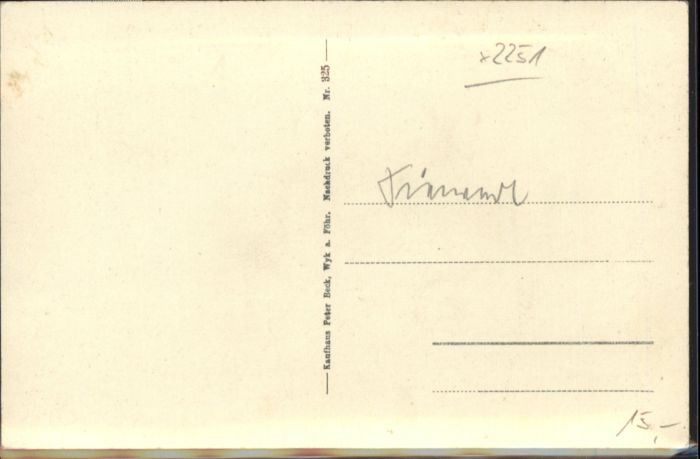 x2251
Kaufhaus Peter Beck, Wyk a. Föhr. Nachdruck verboten. Nr. 325
15,-